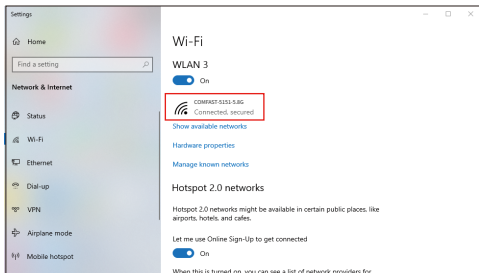 Settings
Home
Find a setting
Network & Internet
Status
Wi-Fi
Ethernet
Dial-up
VPN
Airplane mode
Mobile hotspot
Wi-Fi
WLAN 3
On
COMFAST-5151-5.8G
Connected, secured
Show available networks
Hardware properties
Manage known networks
Hotspot 2.0 networks
Hotspot 2.0 networks might be available in certain public places, like
airports, hotels, and cafes.
Let me use Online Sign-Up to get connected
On
When this is turned on, you can see a list of network providers for